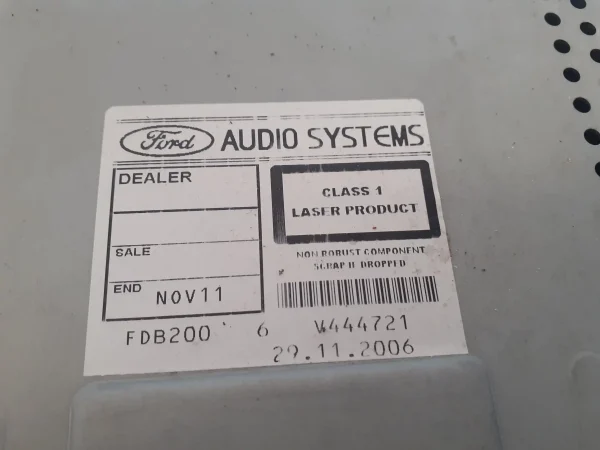 Ford AUDIO SYSTEMS
DEALER
CLASS 1
LASER PRODUCT
SALE
NON ROBUST COMPONENT
SCRAP IF DROPPED
END NOV11
FDB200 6 V444721
29.11.2006